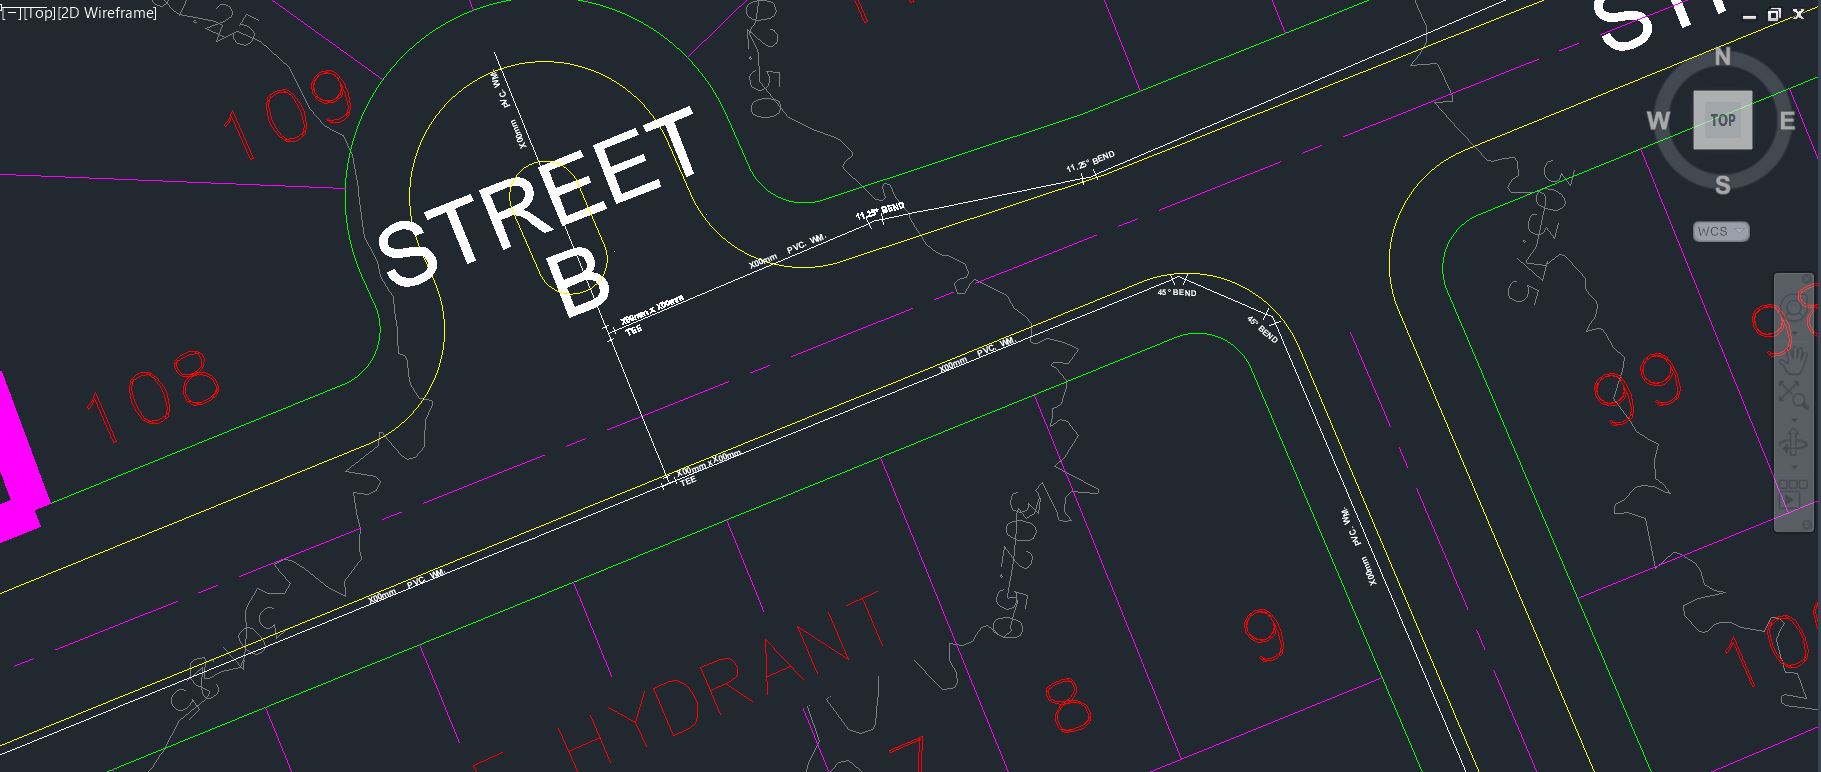 [−][Top][2D Wireframe]
STREET
B
109
108
PVC. WM.
X00mm
X00mm x X00mm
TEE
X00mm PVC. WM.
11.25° BEND
11.25° BEND
45° BEND
45° BEND
X00mm PVC. WM.
X00mm x X00mm
TEE
X00mm PVC. WM.
PVC. WM.
X00mm
HYDRANT
7
8
9
99
N
W
TOP
E
S
WCS